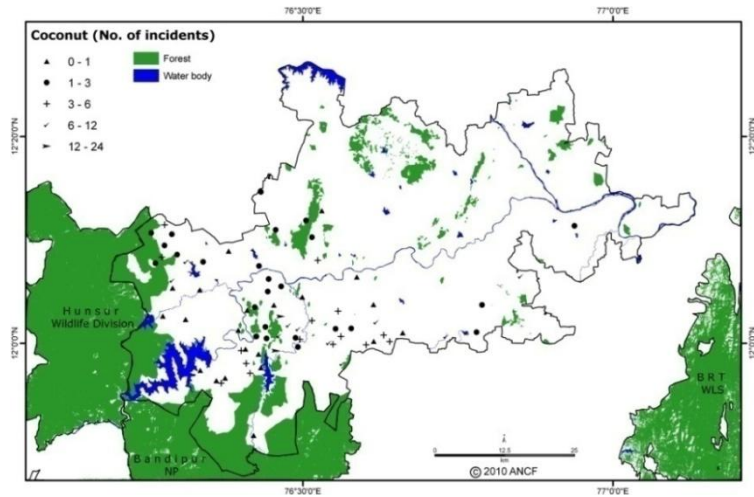 76°30'0"E 77°0'0"E
Coconut (No. of incidents)
0 - 1
1 - 3
3 - 6
6 - 12
12 - 24
Forest
Water body
12°20'0"N
12°20'0"N
Hunsur
Wildlife Division
12°0'0"N
12°0'0"N
BRT
WLS
Bandipur
NP
0 12.5 25
km
© 2010 ANCF
76°30'0"E 77°0'0"E